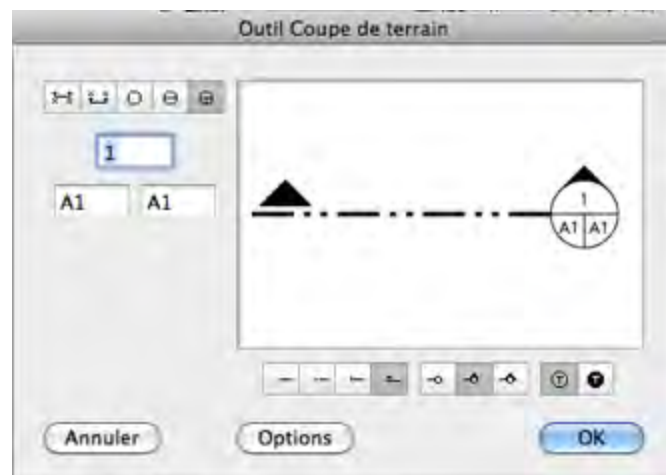 Outil Coupe de terrain
1
A1 A1
1
A1 A1
T T
Annuler Options OK